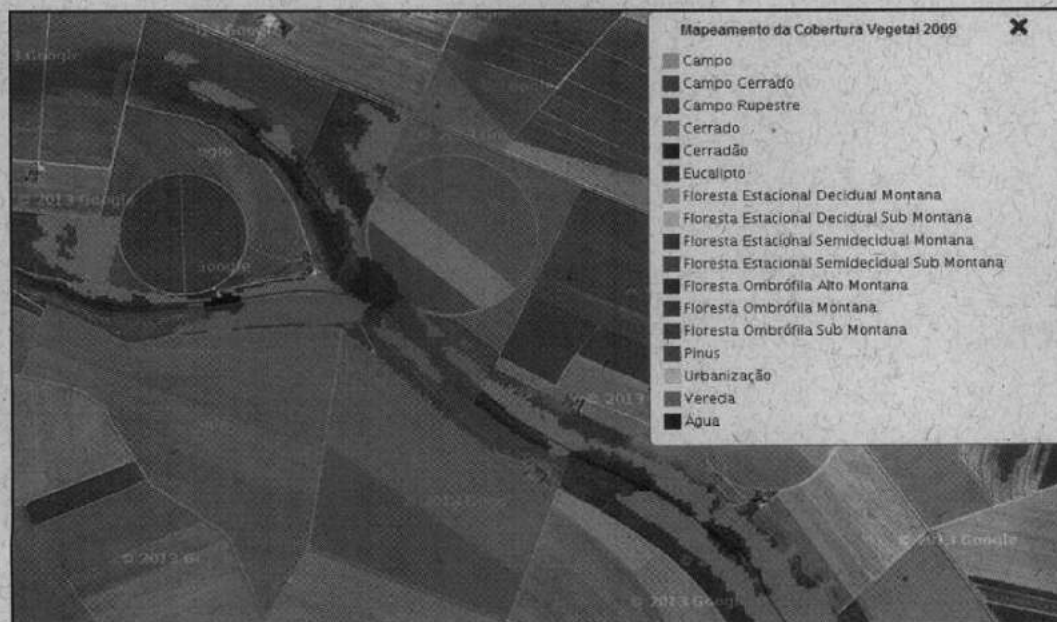 Mapeamento da Cobertura Vegetal 2009
Campo
Campo Cerrado
Campo Rupestre
Cerrado
Cerradão
Eucalipto
Floresta Estacional Decidual Montana
Floresta Estacional Decidual Sub Montana
Floresta Estacional Semidecidual Montana
Floresta Estacional Semidecidual Sub Montana
Floresta Ombrófila Alto Montana
Floresta Ombrófila Montana
Floresta Ombrófila Sub Montana
Pinus
Urbanização
Vereda
Água
3 Google
© 2013 Google
Google
© 2013
© 2013 G
© 2013 Google
© 2013 Google